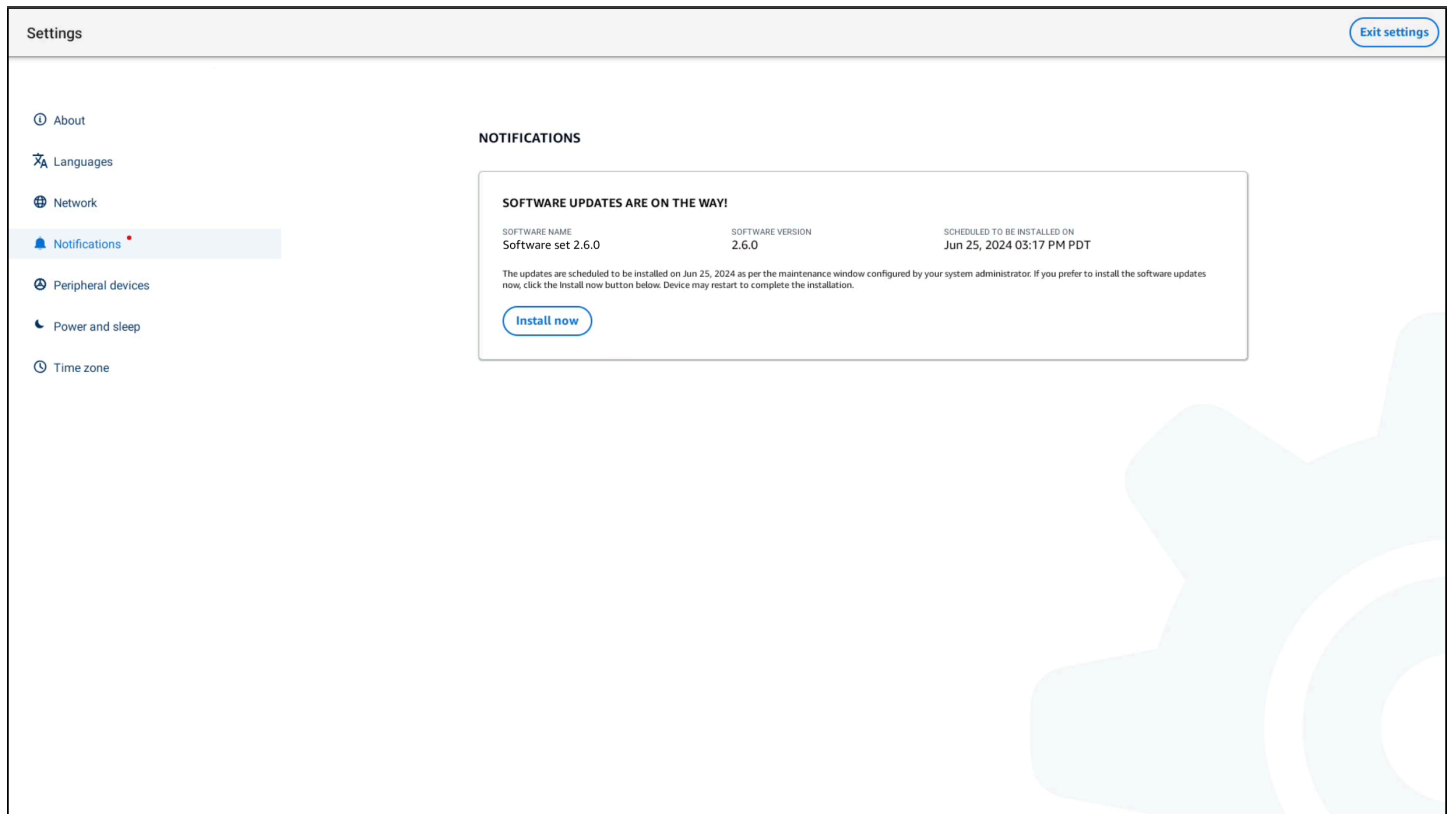 Settings
Exit settings
About
Languages
Network
Notifications
Peripheral devices
Power and sleep
Time zone
NOTIFICATIONS
SOFTWARE UPDATES ARE ON THE WAY!
SOFTWARE NAME
Software set 2.6.0
SOFTWARE VERSION
2.6.0
SCHEDULED TO BE INSTALLED ON
Jun 25, 2024 03:17 PM PDT
The updates are scheduled to be installed on Jun 25, 2024 as per the maintenance window configured by your system administrator. If you prefer to install the software updates
now, click the Install now button below. Device may restart to complete the installation.
Install now